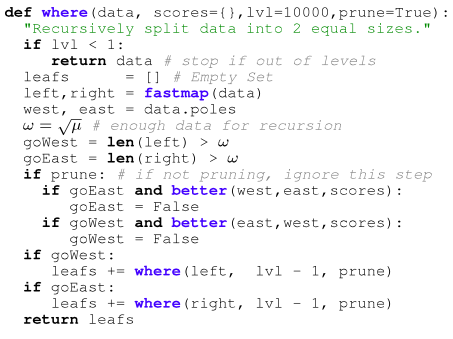 def where(data, scores={},lvl=10000,prune=True):
  "Recursively split data into 2 equal sizes."
  if lvl < 1:
     return data # stop if out of levels
  leafs      = [] # Empty Set
  left,right = fastmap(data)
  west, east = data.poles
  ω = √μ # enough data for recursion
  goWest = len(left) > ω
  goEast = len(right) > ω
  if prune: # if not pruning, ignore this step
    if goEast and better(west,east,scores):
       goEast = False
    if goWest and better(east,west,scores):
       goWest = False
  if goWest:
     leafs += where(left,  lvl - 1, prune)
  if goEast:
     leafs += where(right, lvl - 1, prune)
  return leafs